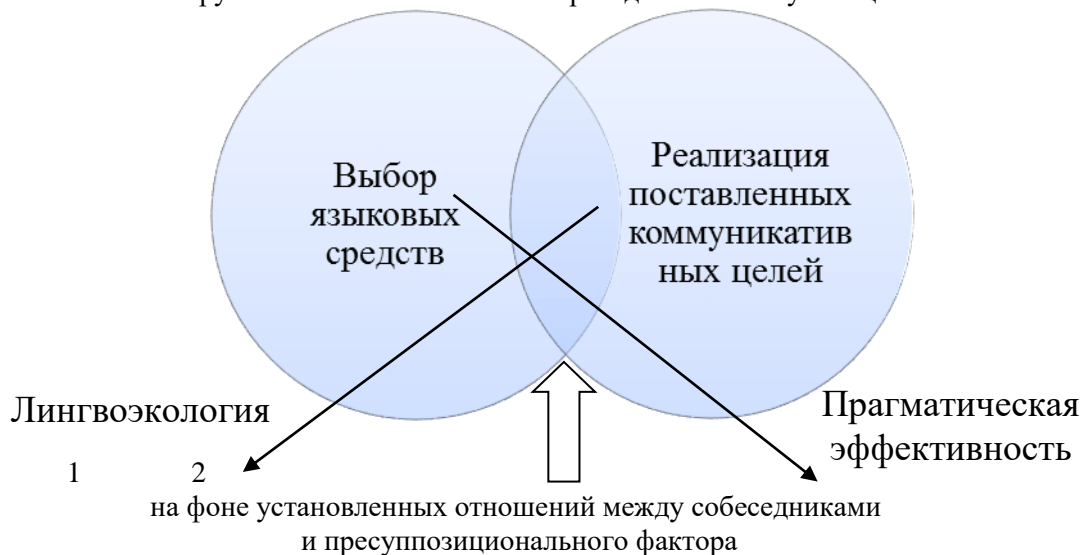 Выбор
языковых
средств
Реализация
поставленных
коммуникатив
ных целей
Лингвоэкология
Прагматическая
эффективность
1 2
на фоне установленных отношений между собеседниками
и пресуппозиционального фактора